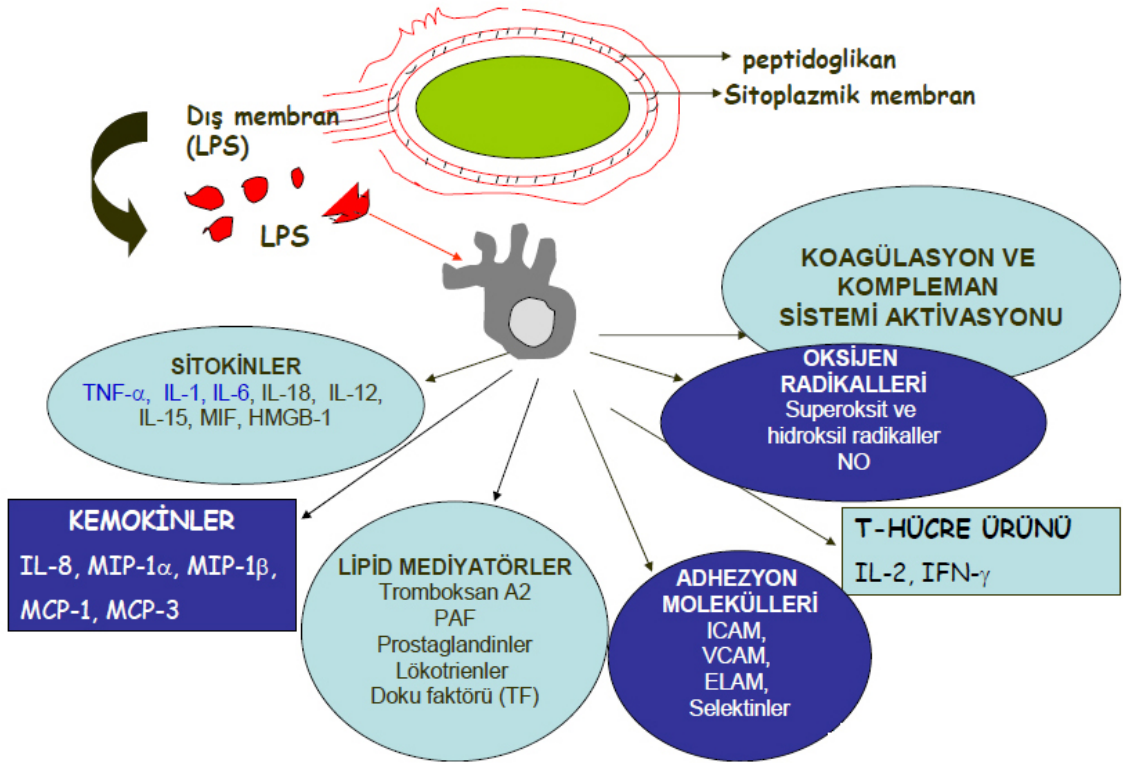 peptidoglikan
Sitoplazmik membran
Dış membran
(LPS)
LPS
KOAGÜLASYON VE
KOMPLEMAN
SİSTEMİ AKTİVASYONU
SİTOKİNLER
TNF-α, IL-1, IL-6, IL-18, IL-12,
IL-15, MIF, HMGB-1
OKSİJEN
RADİKALLERİ
Superoksit ve
hidroksil radikaller
NO
KEMOKİNLER
IL-8, MIP-1α, MIP-1β,
MCP-1, MCP-3
LİPİD MEDİYATÖRLER
Tromboksan A2
PAF
Prostaglandinler
Lökotrienler
Doku faktörü (TF)
ADHEZYON
MOLEKÜLLERİ
ICAM,
VCAM,
ELAM,
Selektinler
T-HÜCRE ÜRÜNÜ
IL-2, IFN-γ